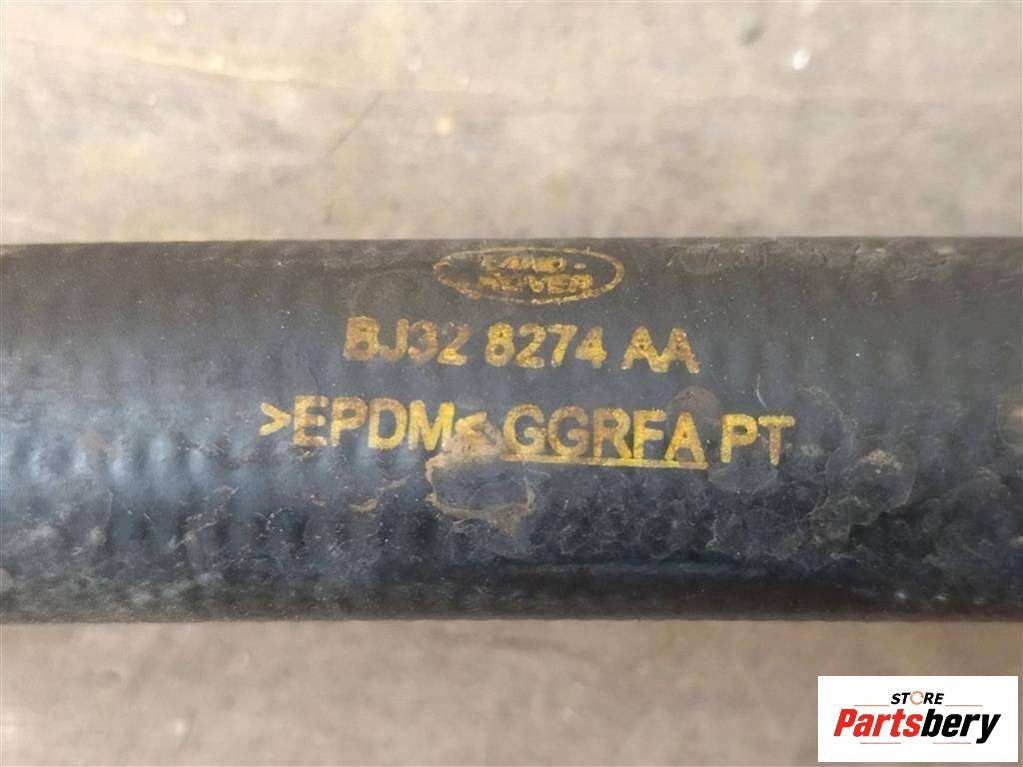 LAND-
ROVER
BJ32 8274 AA
>EPDM< GGRFA PT
STORE
Partsbery